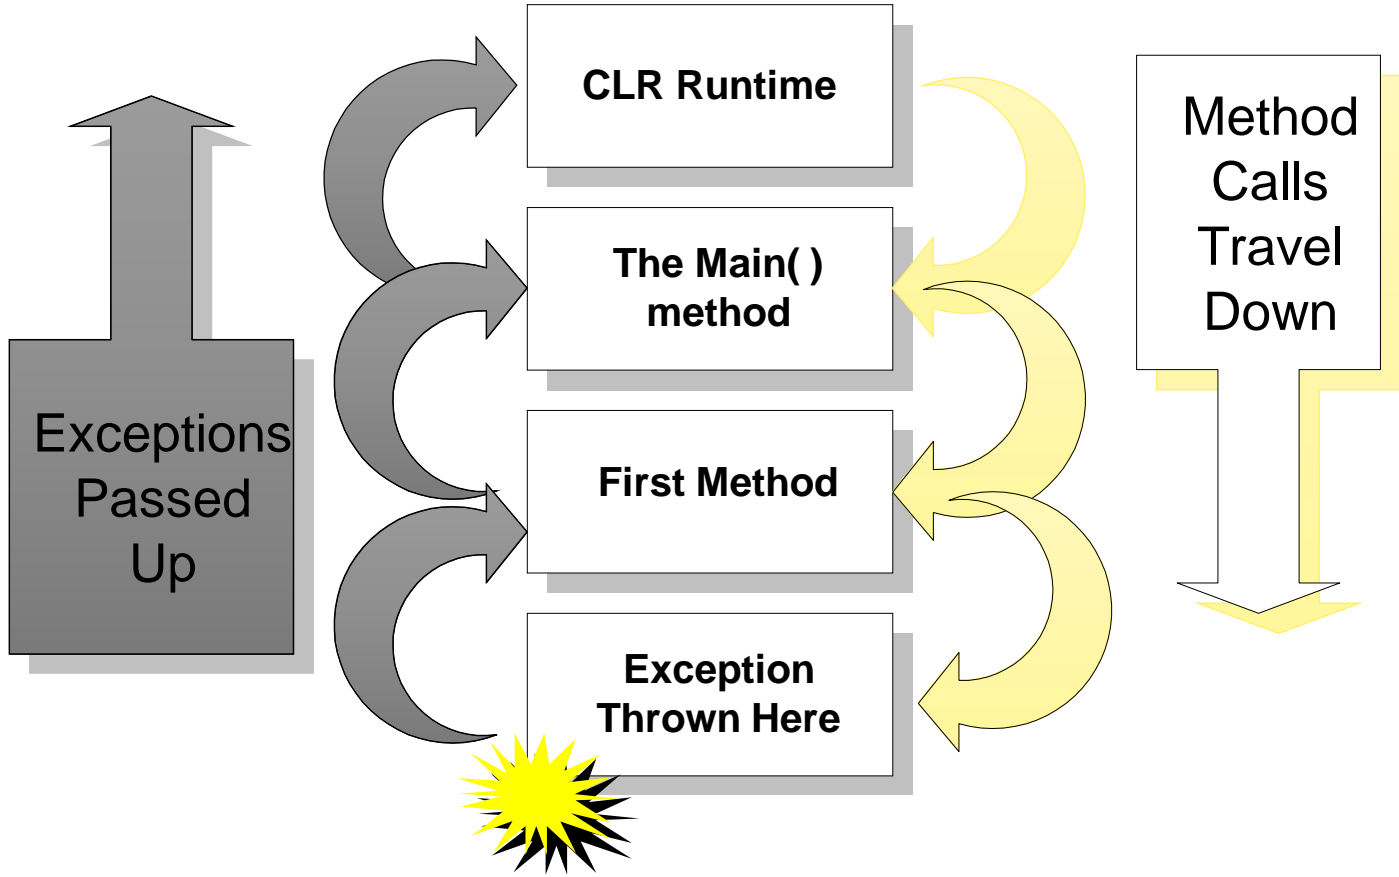 CLR Runtime
The Main( )
method
First Method
Exception
Thrown Here
Exceptions
Passed
Up
Method
Calls
Travel
Down